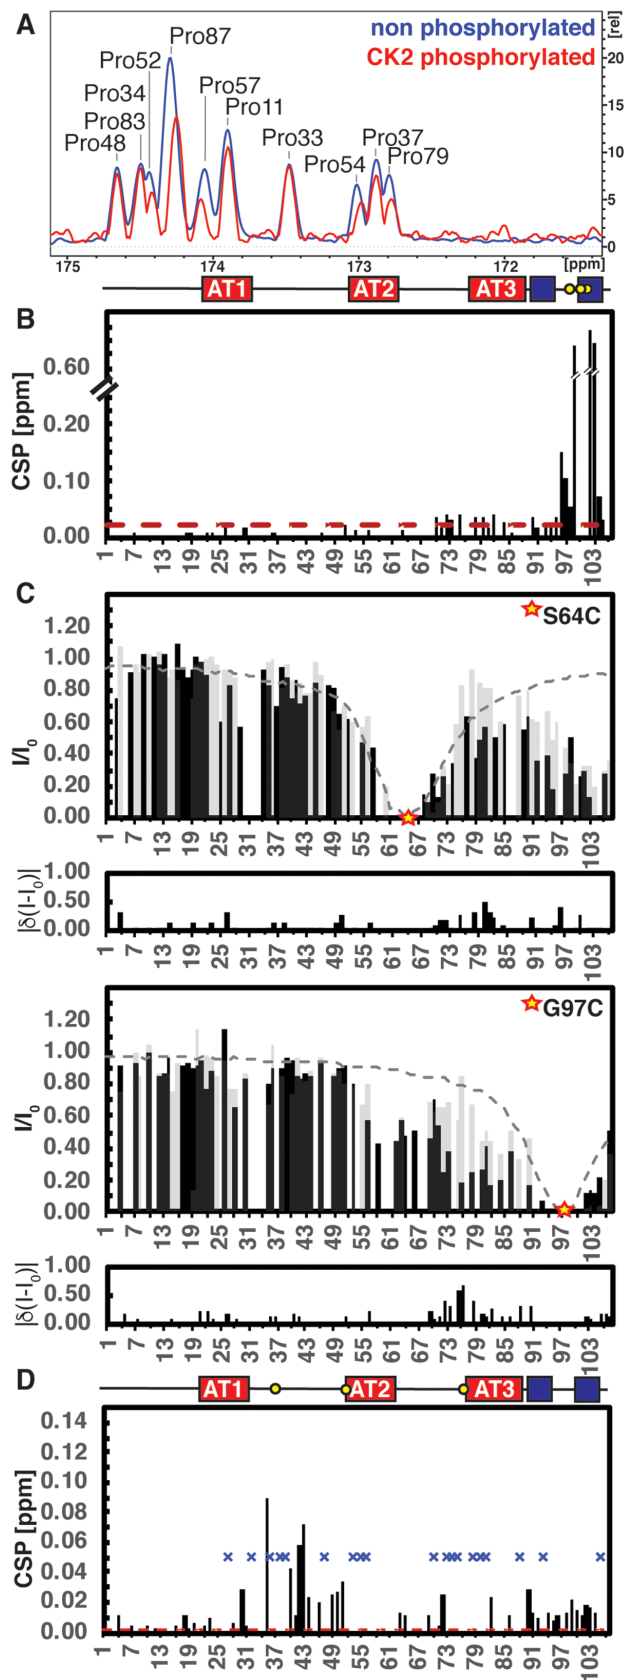 A
non phosphorylated
CK2 phosphorylated
[rel]
Pro87
Pro52
Pro34
Pro83
Pro48
Pro57
Pro11
Pro33
Pro54
Pro37
Pro79
20
15
10
5
0
175 174 173 172 [ppm]
AT1 AT2 AT3
B
CSP [ppm]
0.60
0.20
0.10
0.00
1 7 13 19 25 31 37 43 49 55 61 67 73 79 85 91 97 103
C
S64C
I/I0
1.20
1.00
0.80
0.60
0.40
0.20
0.00
1 7 13 19 25 31 37 43 49 55 61 67 73 79 85 91 97 103
|δ(I-I0)|
1.00
0.50
0.00
1 7 13 19 25 31 37 43 49 55 61 67 73 79 85 91 97 103
G97C
I/I0
1.20
1.00
0.80
0.60
0.40
0.20
0.00
1 7 13 19 25 31 37 43 49 55 61 67 73 79 85 91 97 103
|δ(I-I0)|
1.00
0.50
0.00
1 7 13 19 25 31 37 43 49 55 61 67 73 79 85 91 97 103
D
AT1 AT2 AT3
CSP [ppm]
0.14
0.12
0.10
0.08
0.06
0.04
0.02
0.00
1 7 13 19 25 31 37 43 49 55 61 67 73 79 85 91 97 103